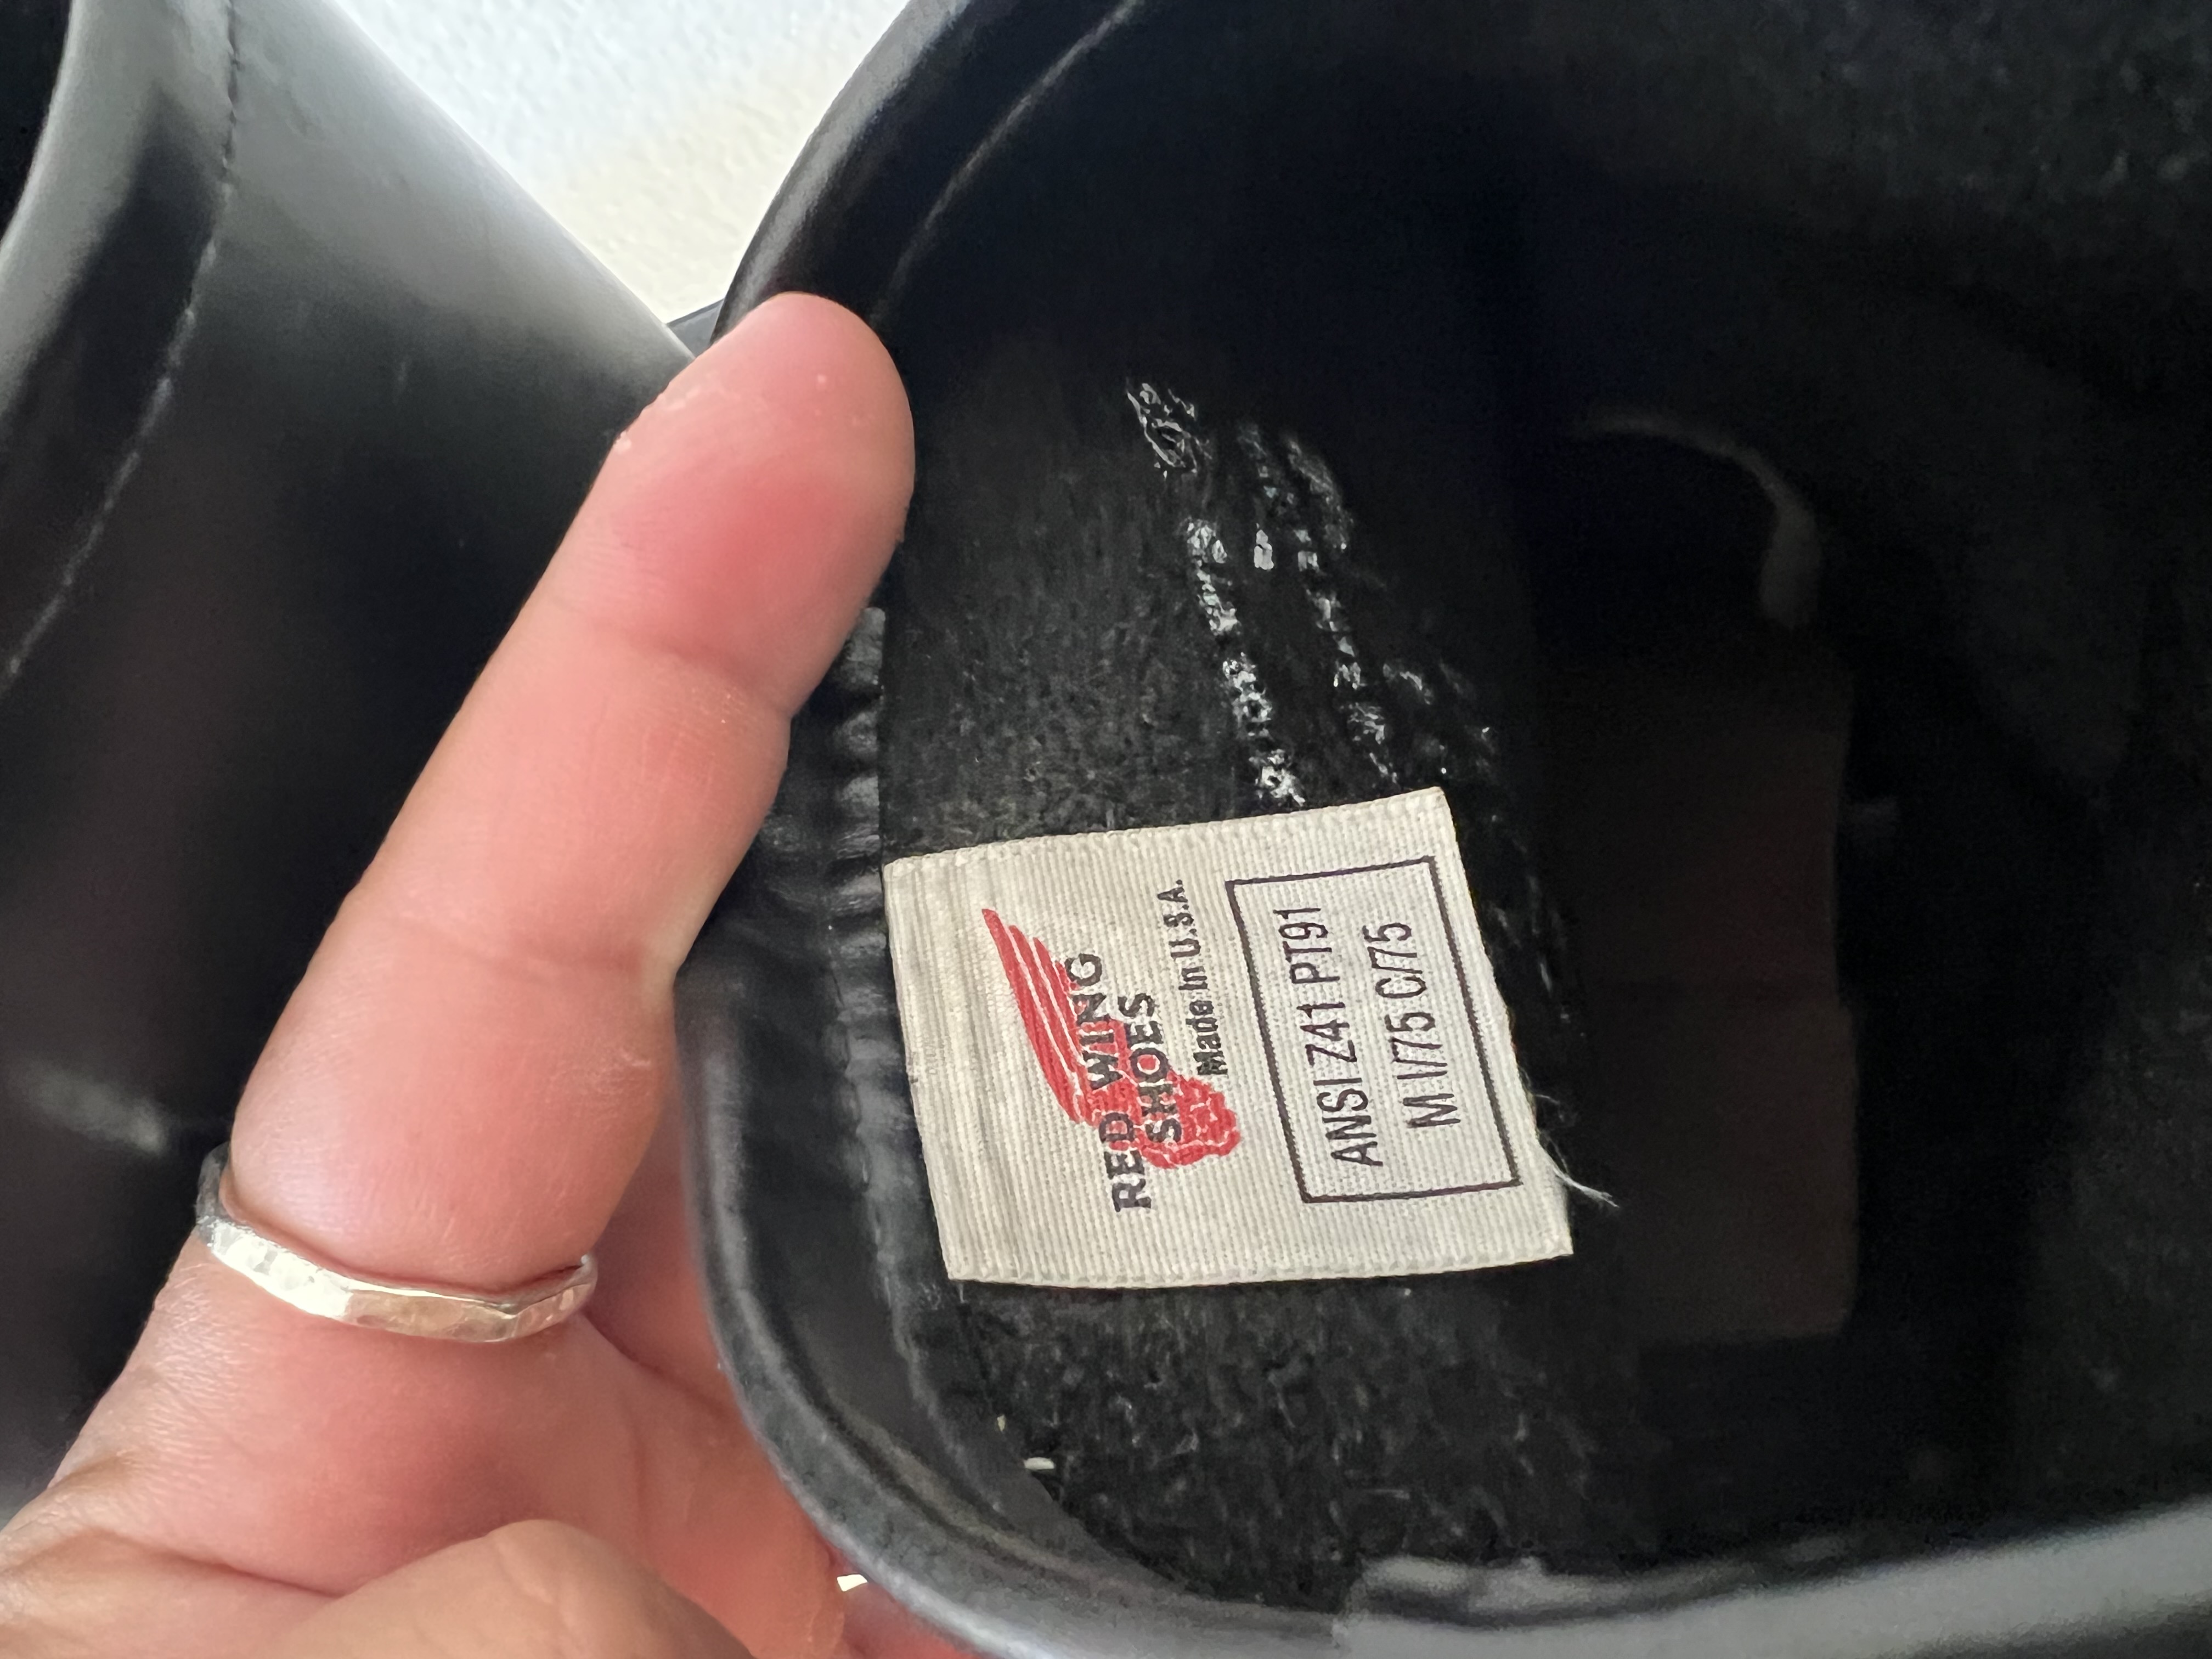 RED WING
SHOES
Made in U.S.A.
ANSI Z41 PT91
M I/75 C/75